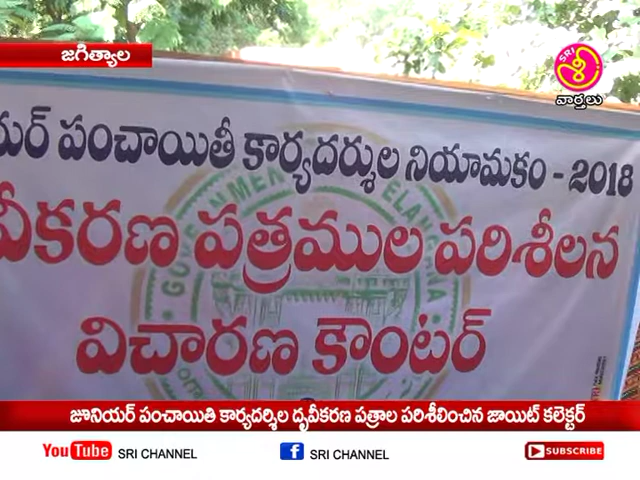 జగిత్యాల
SRI
శ్రీ
వార్తలు
యర్ పంచాయితీ కార్యదర్శుల నియామకం - 2018
వీకరణ పత్రముల పరిశీలన
విచారణ కౌంటర్
జూనియర్ పంచాయితి కార్యదర్శిల దృవీకరణ పత్రాల పరిశీలించిన జాయిట్ కలెక్టర్
YouTube SRI CHANNEL f SRI CHANNEL SUBSCRIBE